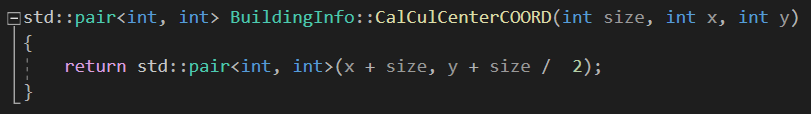 std::pair<int, int> BuildingInfo::CalCulCenterCOORD(int size, int x, int y)
{
    return std::pair<int, int>(x + size, y + size /  2);
}